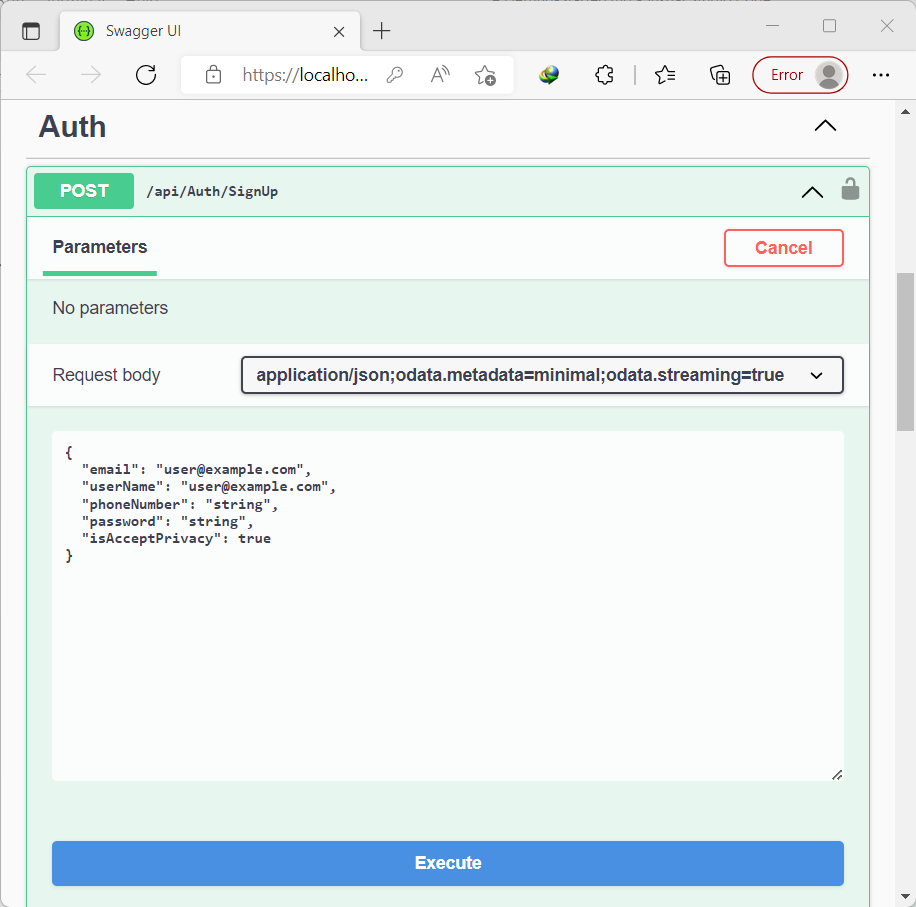 Swagger UI
https://localho...
Error
Auth
POST /api/Auth/SignUp
Parameters
Cancel
No parameters
Request body
application/json;odata.metadata=minimal;odata.streaming=true
{
"email": "user@example.com",
"userName": "user@example.com",
"phoneNumber": "string",
"password": "string",
"isAcceptPrivacy": true
}
Execute